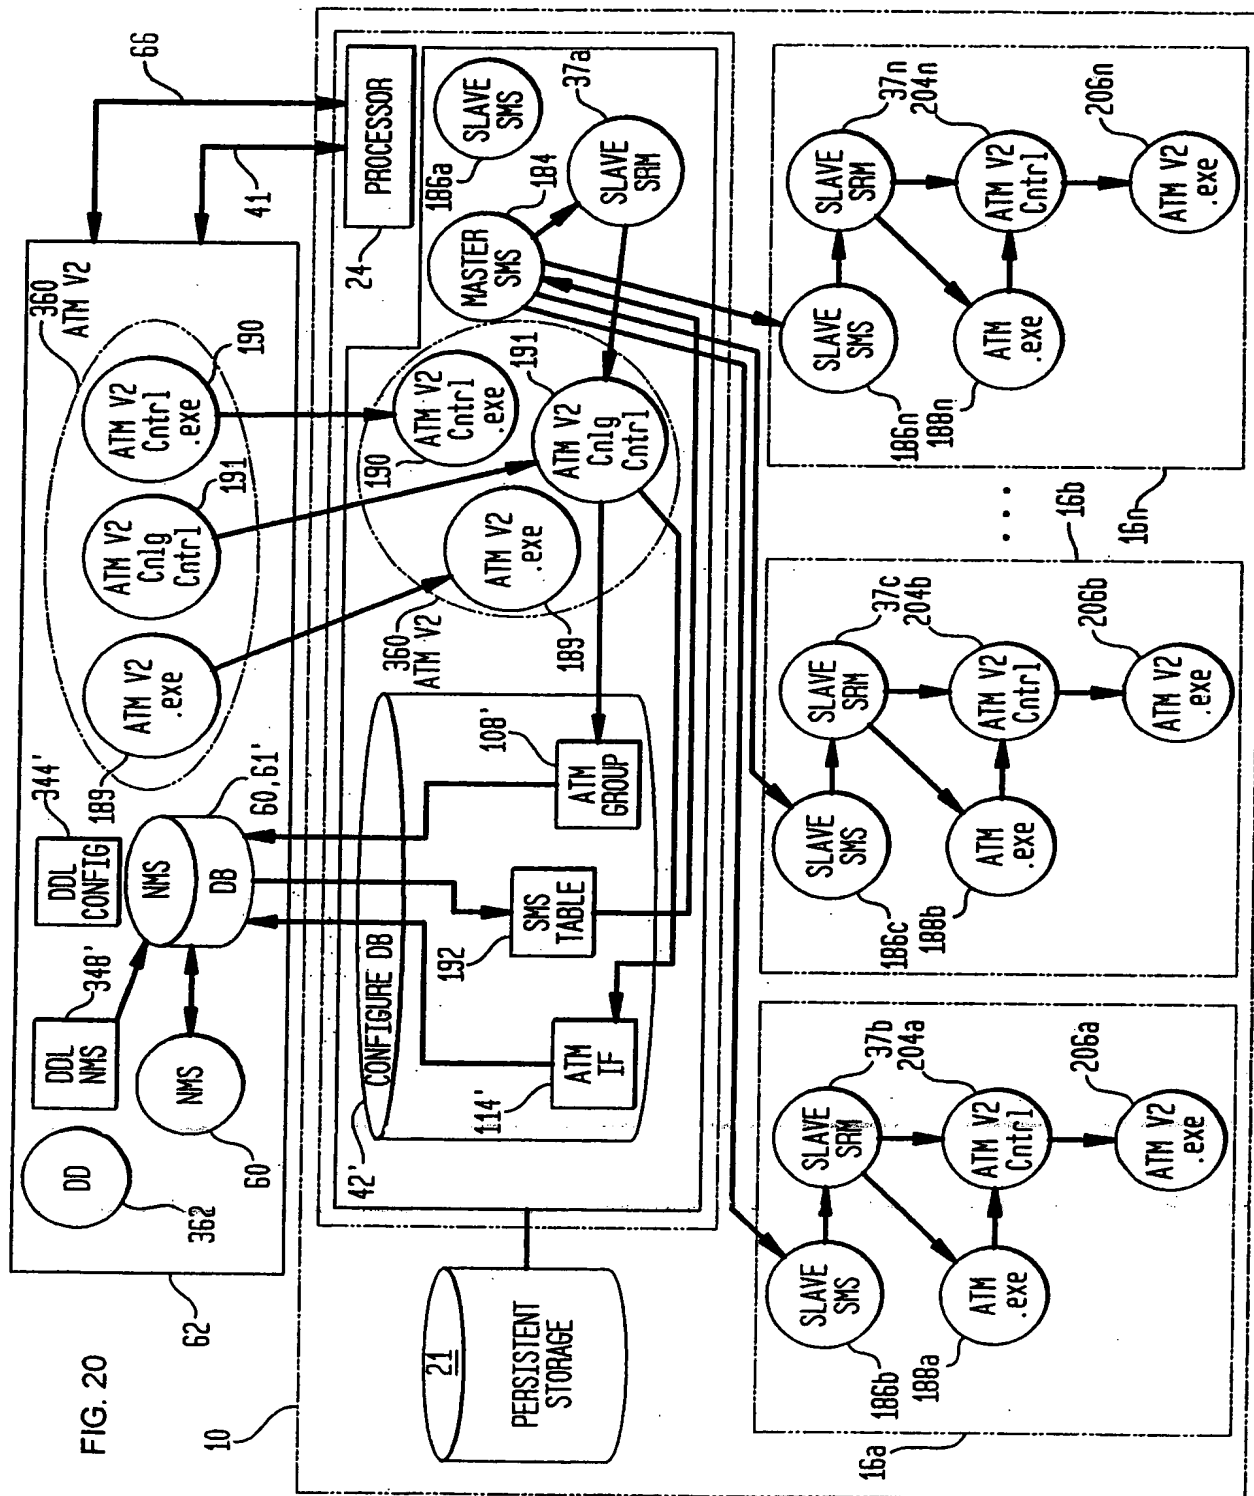 FIG. 20
62
DD
362
DDL
NMS
348'
NMS
60
DDL
CONFIG
344'
NMS
DB
60,61'
ATM V2
.exe
189
ATM V2
Cnlg
Cntrl
191
ATM V2
Cntrl
.exe
190
360
ATM V2
41
66
10
21
PERSISTENT
STORAGE
42'
CONFIGURE DB
ATM
IF
114'
SMS
TABLE
192
ATM
GROUP
108'
360
ATM V2
ATM V2
.exe
189
ATM V2
Cntrl
.exe
190
ATM V2
Cnlg
Cntrl
191
PROCESSOR
24
MASTER
SMS
184
SLAVE
SMS
186a
SLAVE
SRM
37a
16a
SLAVE
SMS
186b
SLAVE
SRM
37b
ATM
.exe
188a
ATM V2
Cntrl
204a
ATM V2
.exe
206a
16b
SLAVE
SMS
186c
SLAVE
SRM
37c
ATM
.exe
188b
ATM V2
Cntrl
204b
ATM V2
.exe
206b
16n
SLAVE
SMS
186n
SLAVE
SRM
37n
ATM
.exe
188n
ATM V2
Cntrl
204n
ATM V2
.exe
206n